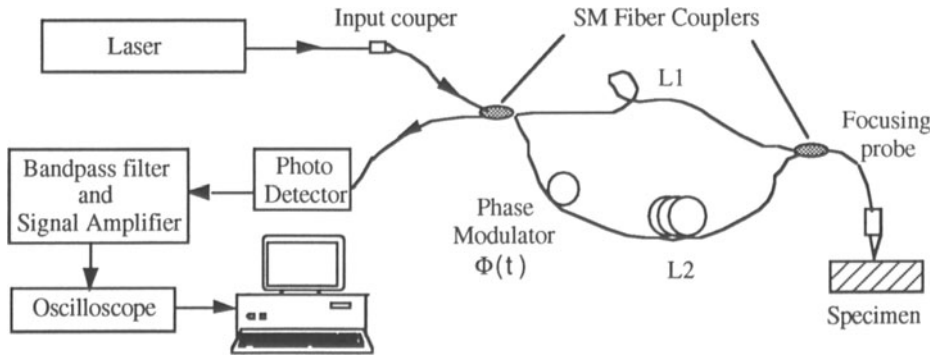 Input couper
SM Fiber Couplers
Laser
L1
Focusing
probe
Photo
Detector
Bandpass filter
and
Signal Amplifier
Phase
Modulator
Φ(t)
L2
Oscilloscope
Specimen